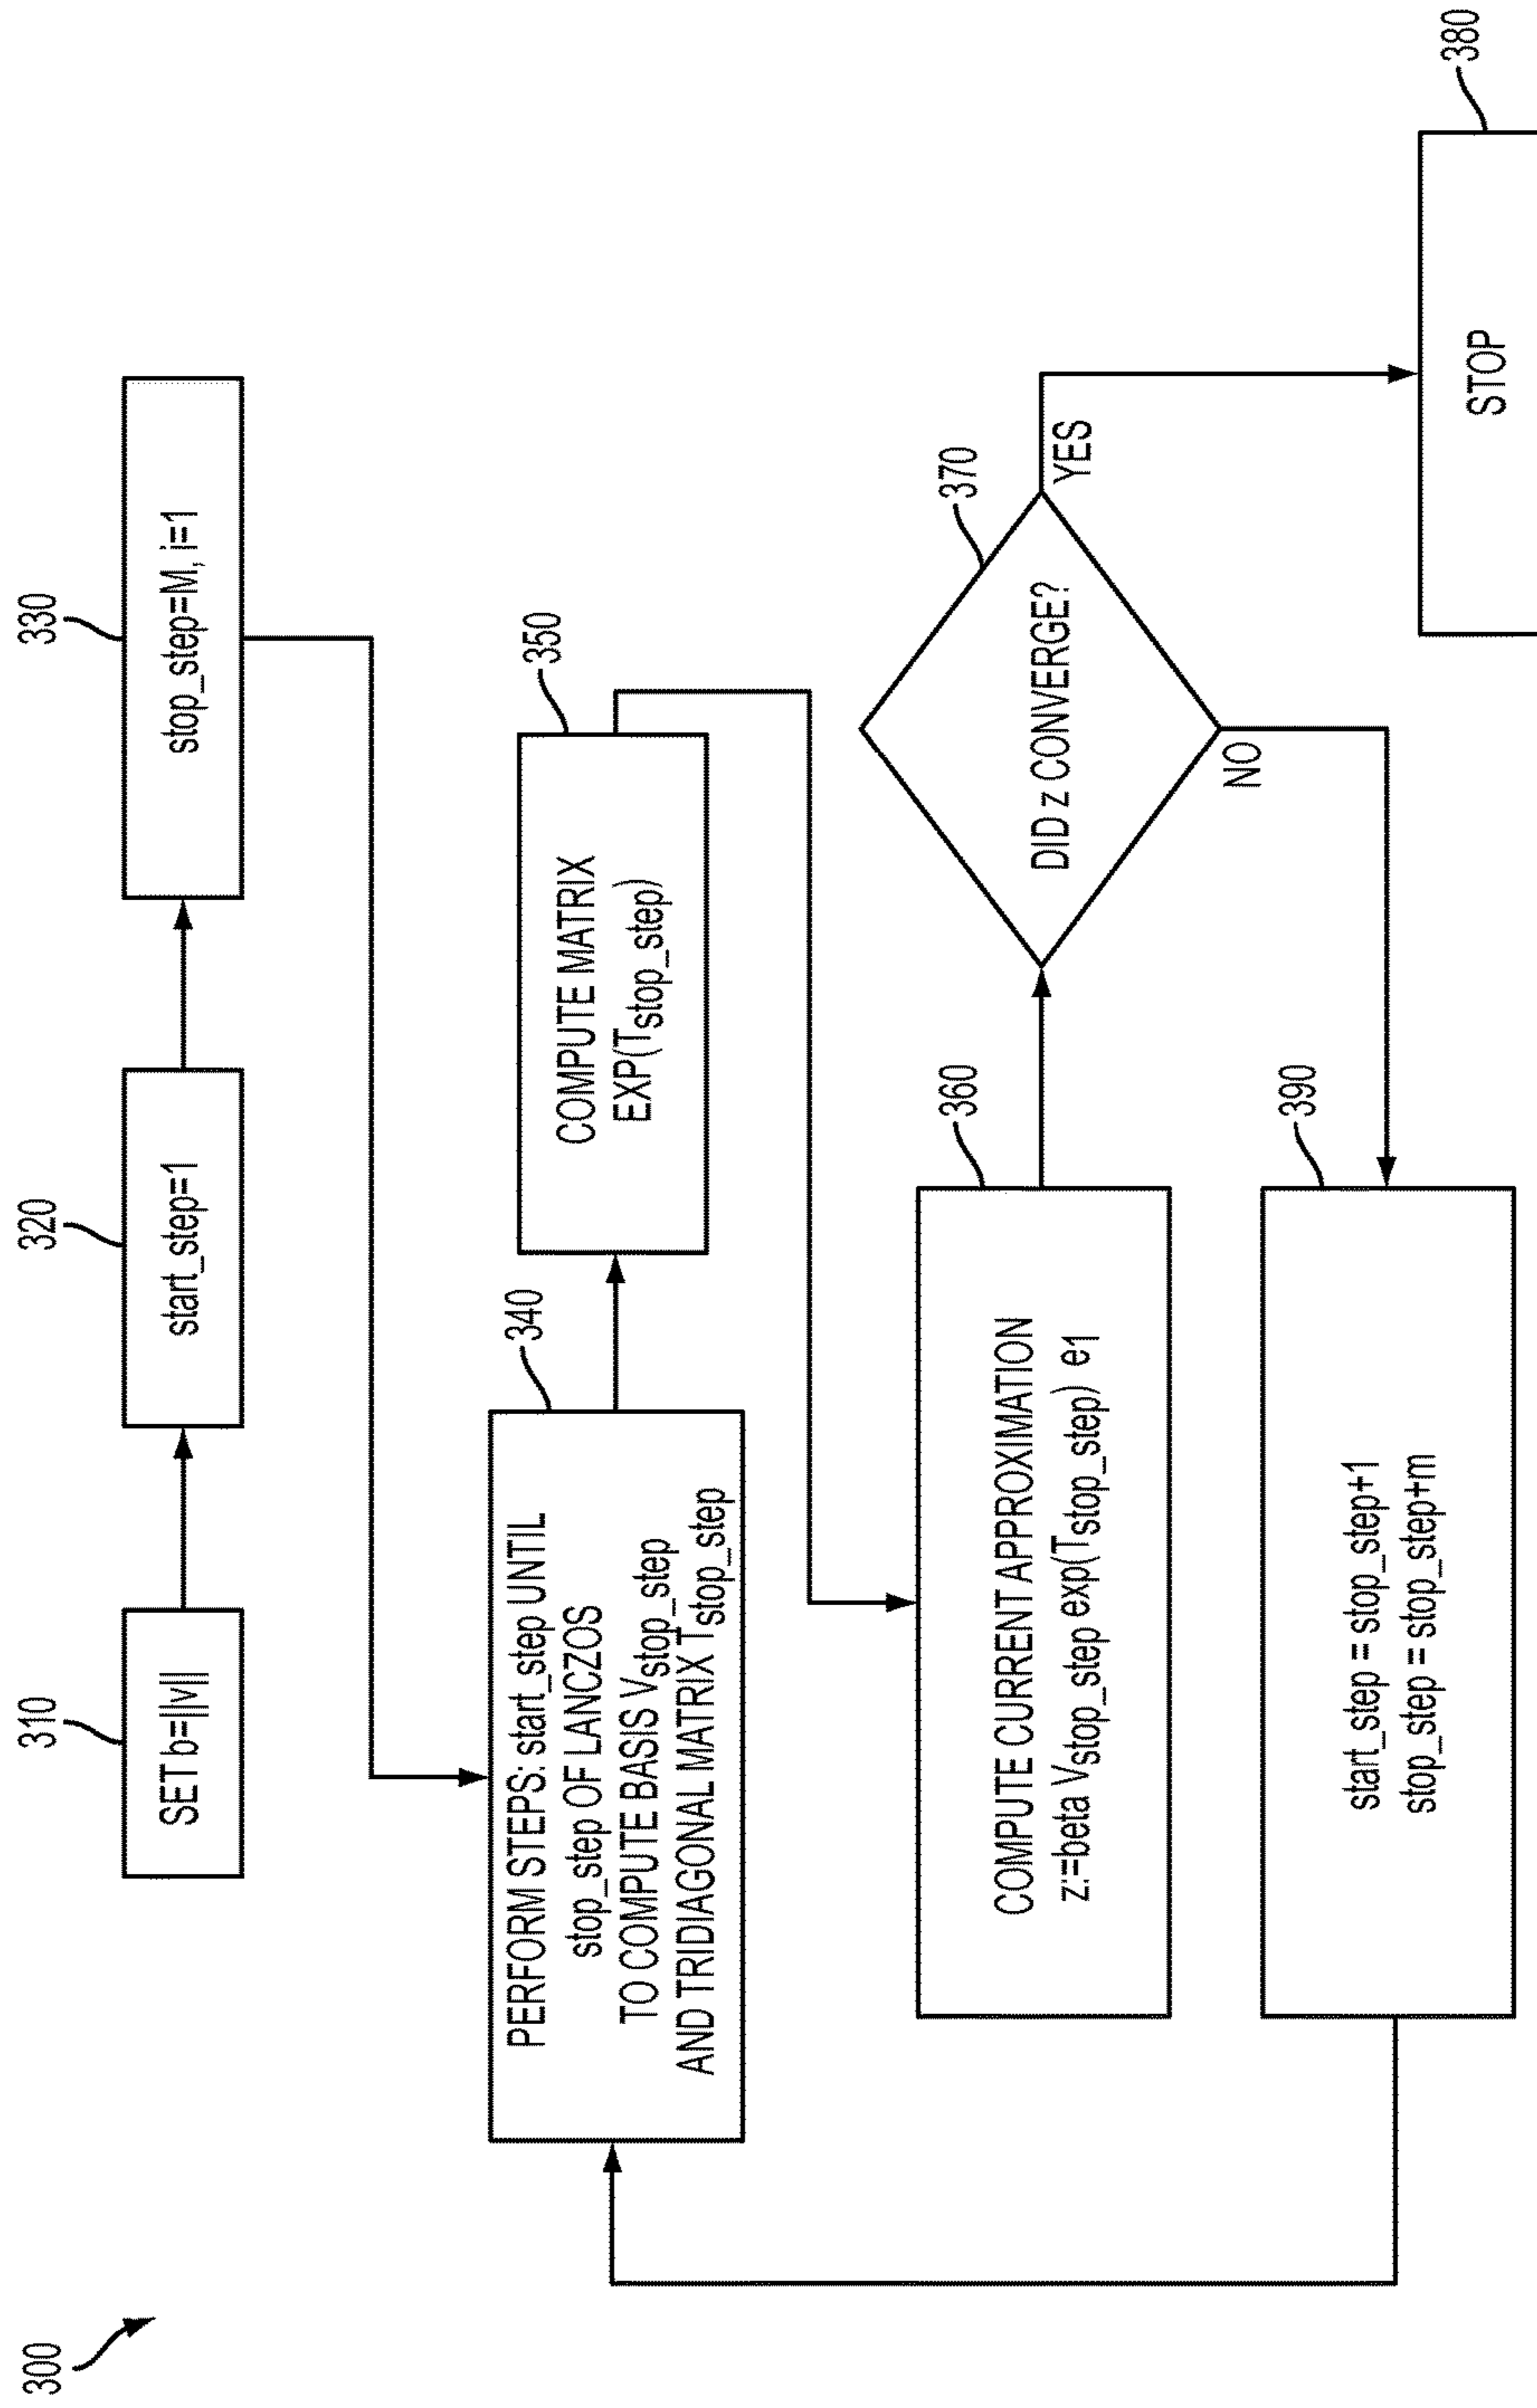 300
310
SET b=||v||
320
start_step=1
330
stop_step=M, i=1
340
PERFORM STEPS: start_step UNTIL
stop_step OF LANCZOS
TO COMPUTE BASIS Vstop_step
AND TRIDIAGONAL MATRIX Tstop_step
350
COMPUTE MATRIX
EXP(Tstop_step)
360
COMPUTE CURRENT APPROXIMATION
z:=beta Vstop_step exp(Tstop_step) e1
370
DID z CONVERGE?
YES
NO
380
STOP
390
start_step = stop_step+1
stop_step = stop_step+m